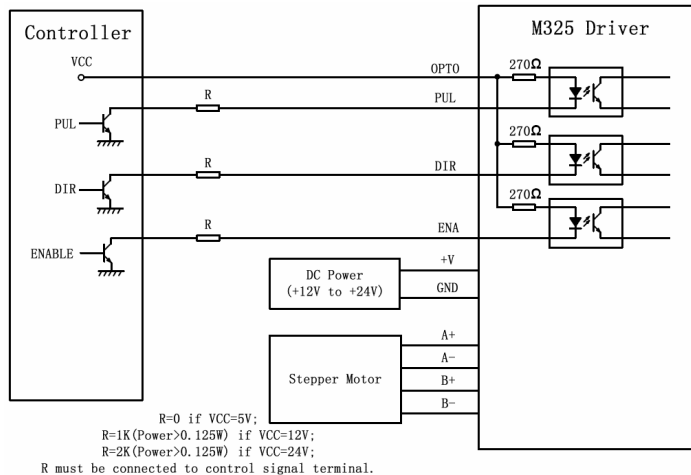 Controller
M325 Driver
VCC
OPTO
270Ω
PUL
R
PUL
270Ω
DIR
R
DIR
270Ω
ENABLE
R
ENA
DC Power
(+12V to +24V)
+V
GND
Stepper Motor
A+
A-
B+
B-
R=0 if VCC=5V;
R=1K(Power>0.125W) if VCC=12V;
R=2K(Power>0.125W) if VCC=24V;
R must be connected to control signal terminal.